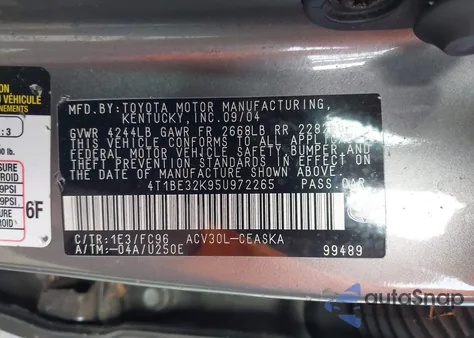 MFD.BY:TOYOTA MOTOR MANUFACTURING,
KENTUCKY, INC. 09/04
GVWR 4244LB GAWR FR 2668LB RR
THIS VEHICLE CONFORMS TO ALL
FEDERAL MOTOR VEHICLE SAFETY AND
THEFT PREVENTION STANDARDS IN EFFECT
ON THE DATE OF MANUFACTURE SHOWN ABOVE.
4T1BE32K95U972265 PASS.CAR
C/TR:1E3/FC96 ACV30L-CEASKA
A/TM:-04A/U250E 99489
VÉHICULE
6F
autoSnap